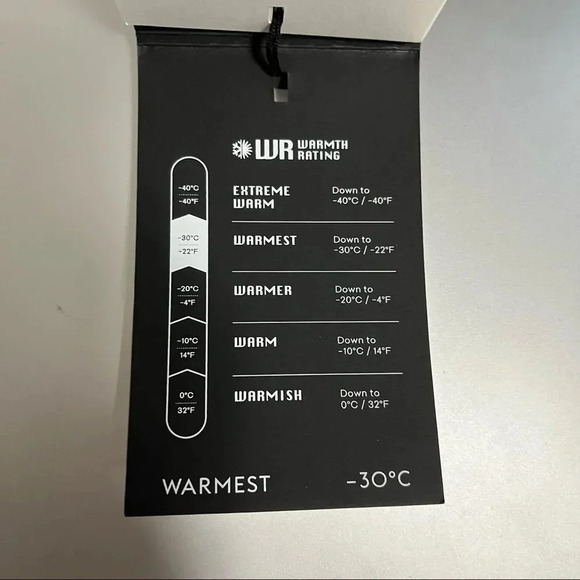 WR WARMTH RATING
-40°C
-40°F
EXTREME WARM
Down to
-40°C / -40°F
-30°C
-22°F
WARMEST
Down to
-30°C / -22°F
-20°C
-4°F
WARMER
Down to
-20°C / -4°F
-10°C
14°F
WARM
Down to
-10°C / 14°F
0°C
32°F
WARMISH
Down to
0°C / 32°F
WARMEST -30°C